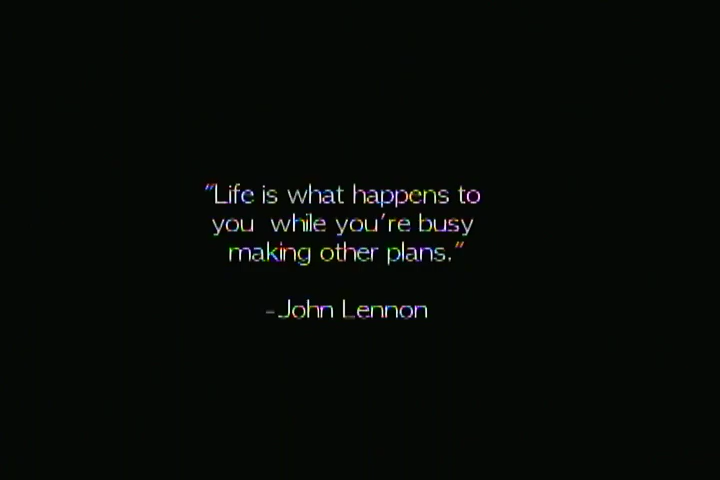 "Life is what happens to
you  while you're busy
making other plans."
-John Lennon